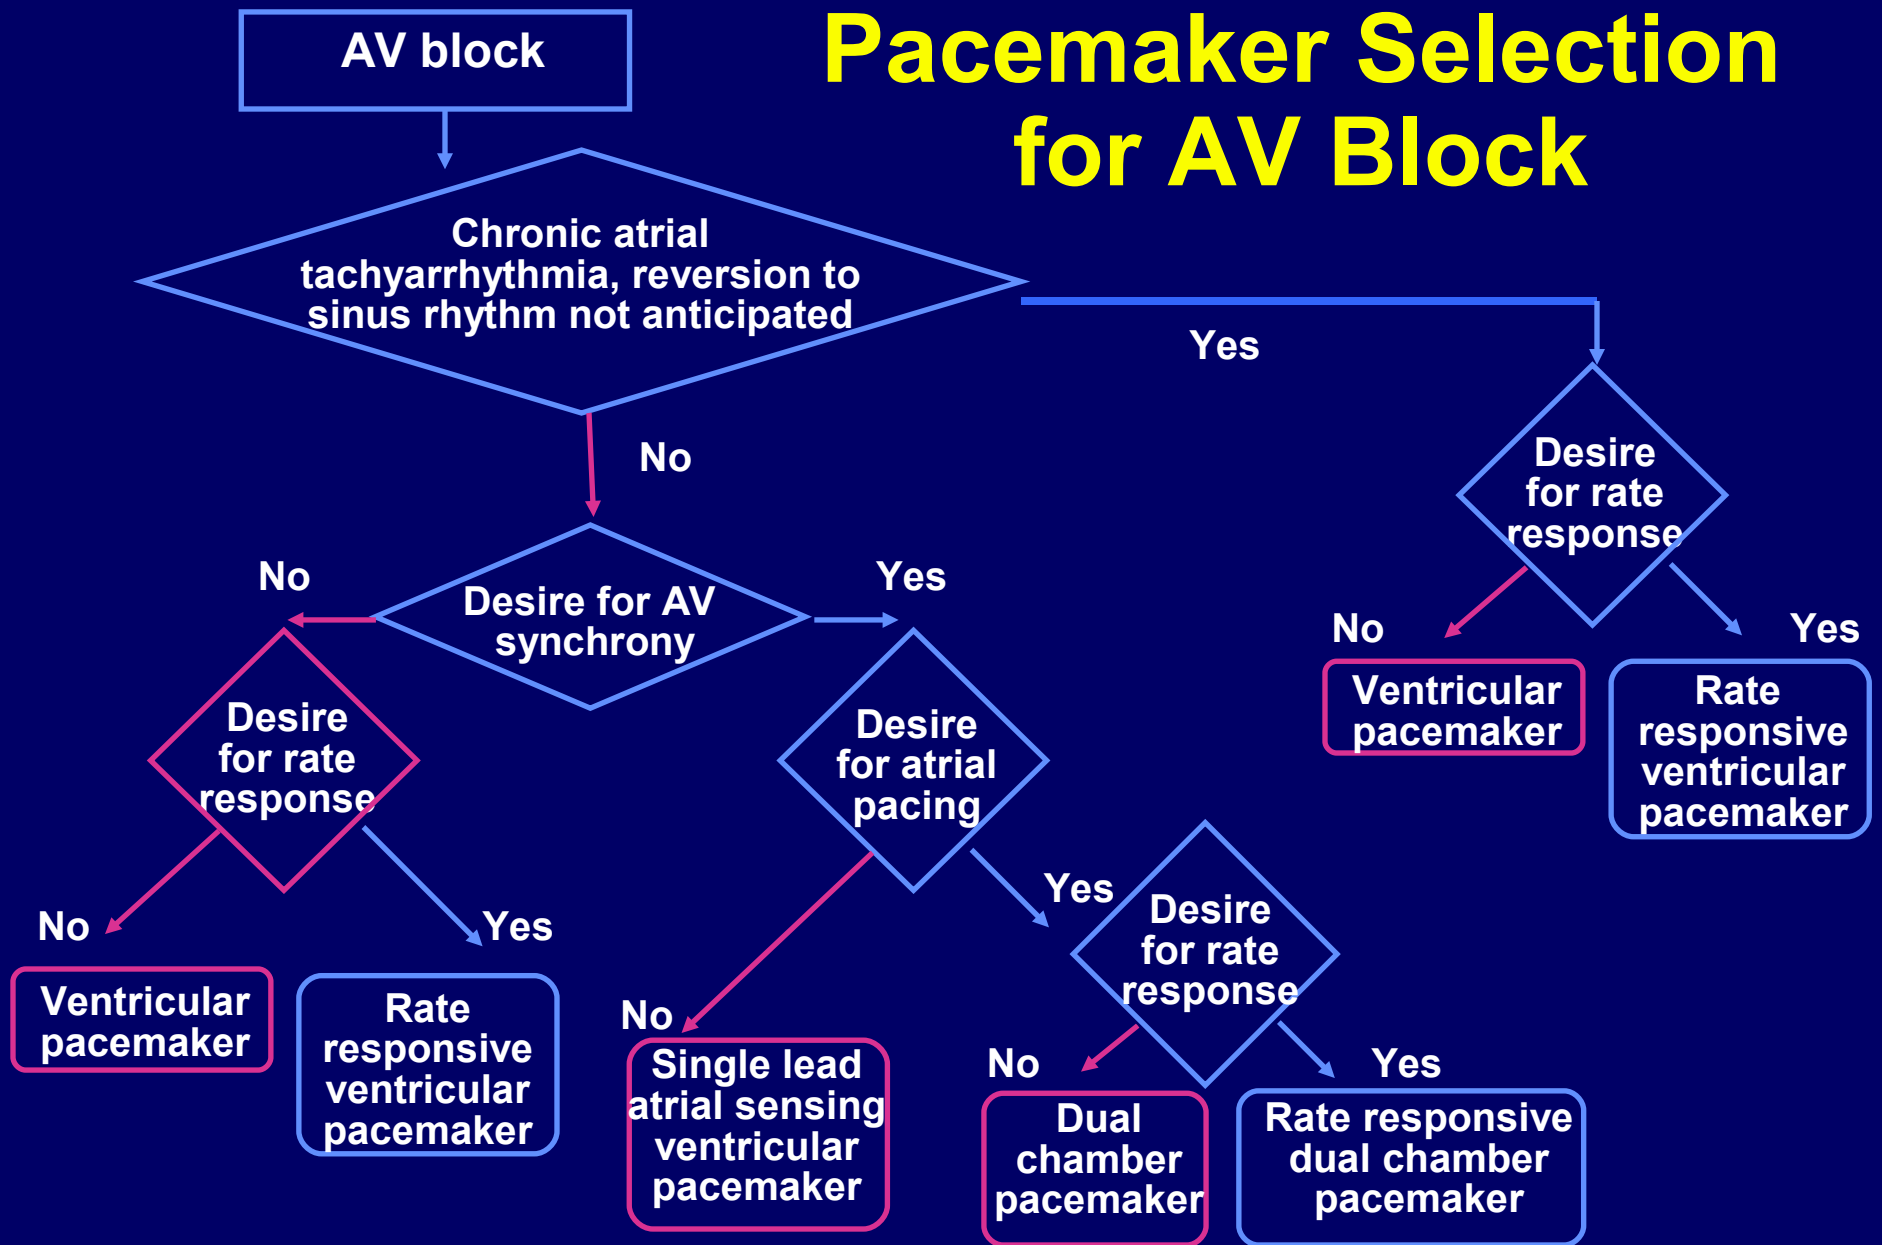 Pacemaker Selection
for AV Block
AV block
Chronic atrial
tachyarrhythmia, reversion to
sinus rhythm not anticipated
Yes
No
Desire
for rate
response
No
Yes
Ventricular
pacemaker
Rate
responsive
ventricular
pacemaker
Desire for AV
synchrony
No
Yes
Desire
for rate
response
No
Yes
Ventricular
pacemaker
Rate
responsive
ventricular
pacemaker
Desire
for atrial
pacing
No
Yes
Single lead
atrial sensing
ventricular
pacemaker
Desire
for rate
response
No
Yes
Dual
chamber
pacemaker
Rate responsive
dual chamber
pacemaker